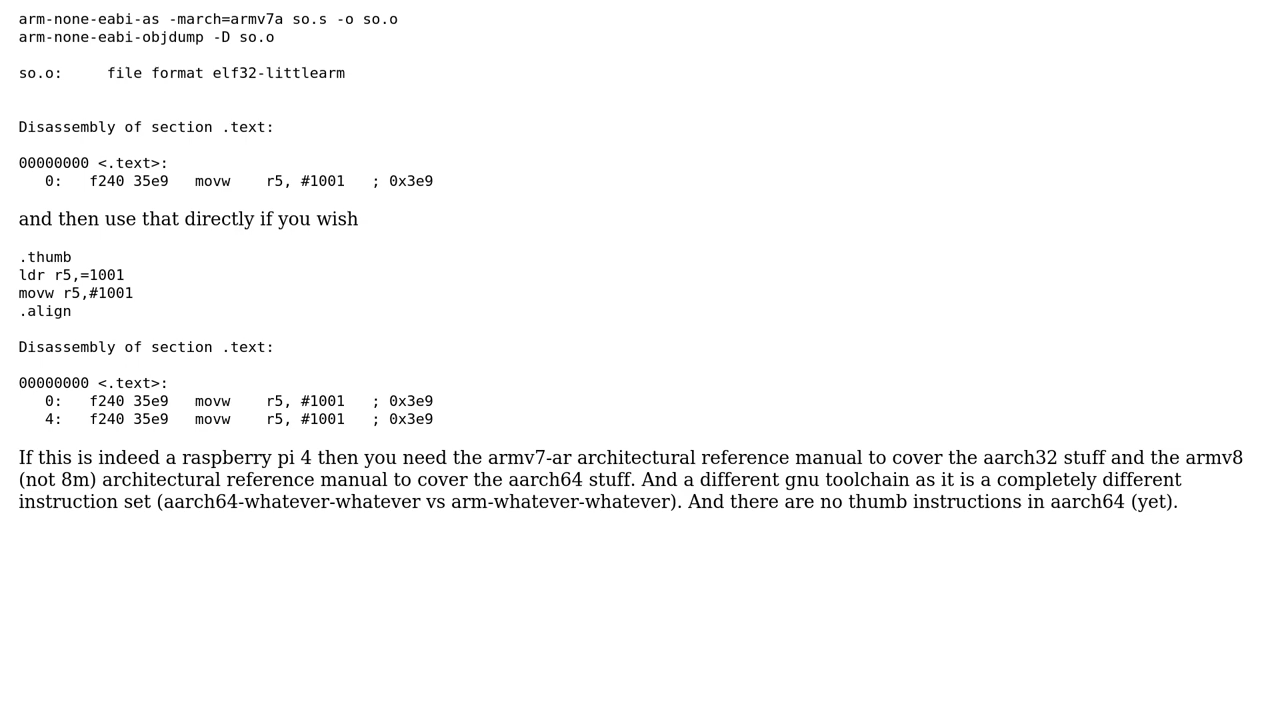 arm-none-eabi-as -march=armv7a so.s -o so.o
arm-none-eabi-objdump -D so.o
so.o:     file format elf32-littlearm
Disassembly of section .text:
00000000 <.text>:
   0:   f240 35e9   movw    r5, #1001   ; 0x3e9
and then use that directly if you wish
.thumb
ldr r5,=1001
movw r5,#1001
.align
Disassembly of section .text:
00000000 <.text>:
   0:   f240 35e9   movw    r5, #1001   ; 0x3e9
   4:   f240 35e9   movw    r5, #1001   ; 0x3e9
If this is indeed a raspberry pi 4 then you need the armv7-ar architectural reference manual to cover the aarch32 stuff and the armv8
(not 8m) architectural reference manual to cover the aarch64 stuff. And a different gnu toolchain as it is a completely different
instruction set (aarch64-whatever-whatever vs arm-whatever-whatever). And there are no thumb instructions in aarch64 (yet).